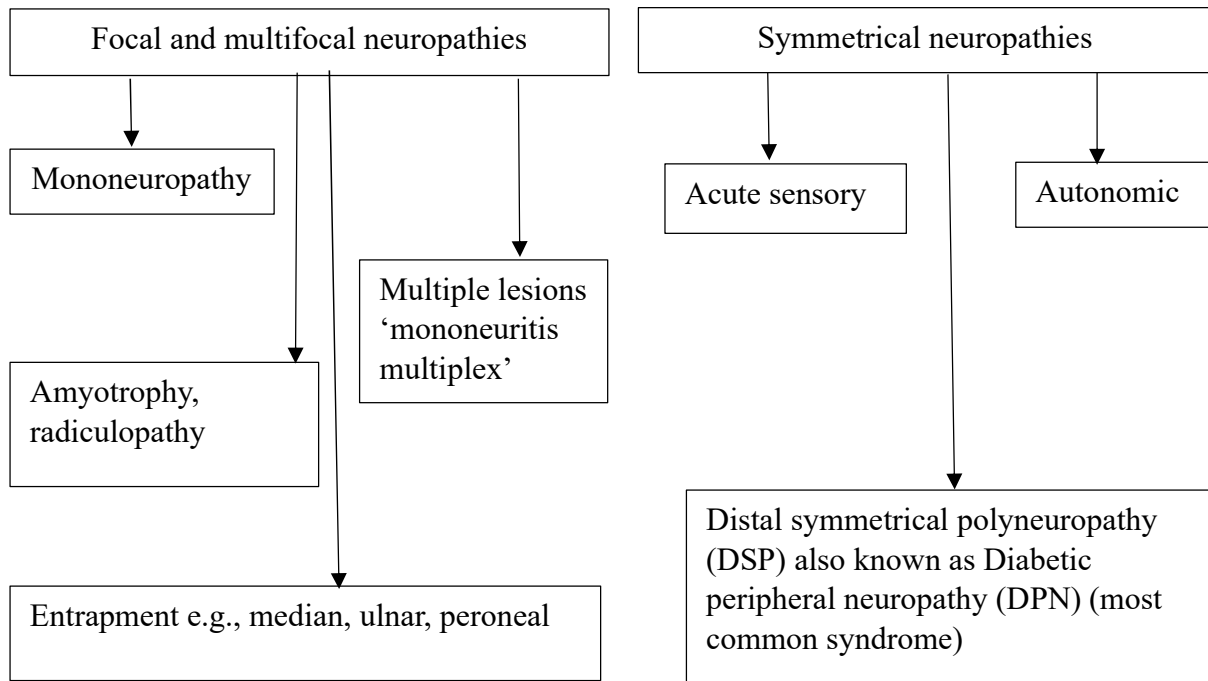 Focal and multifocal neuropathies
Symmetrical neuropathies
Mononeuropathy
Acute sensory
Autonomic
Multiple lesions
‘mononeuritis
multiplex’
Amyotrophy,
radiculopathy
Distal symmetrical polyneuropathy
(DSP) also known as Diabetic
peripheral neuropathy (DPN) (most
common syndrome)
Entrapment e.g., median, ulnar, peroneal